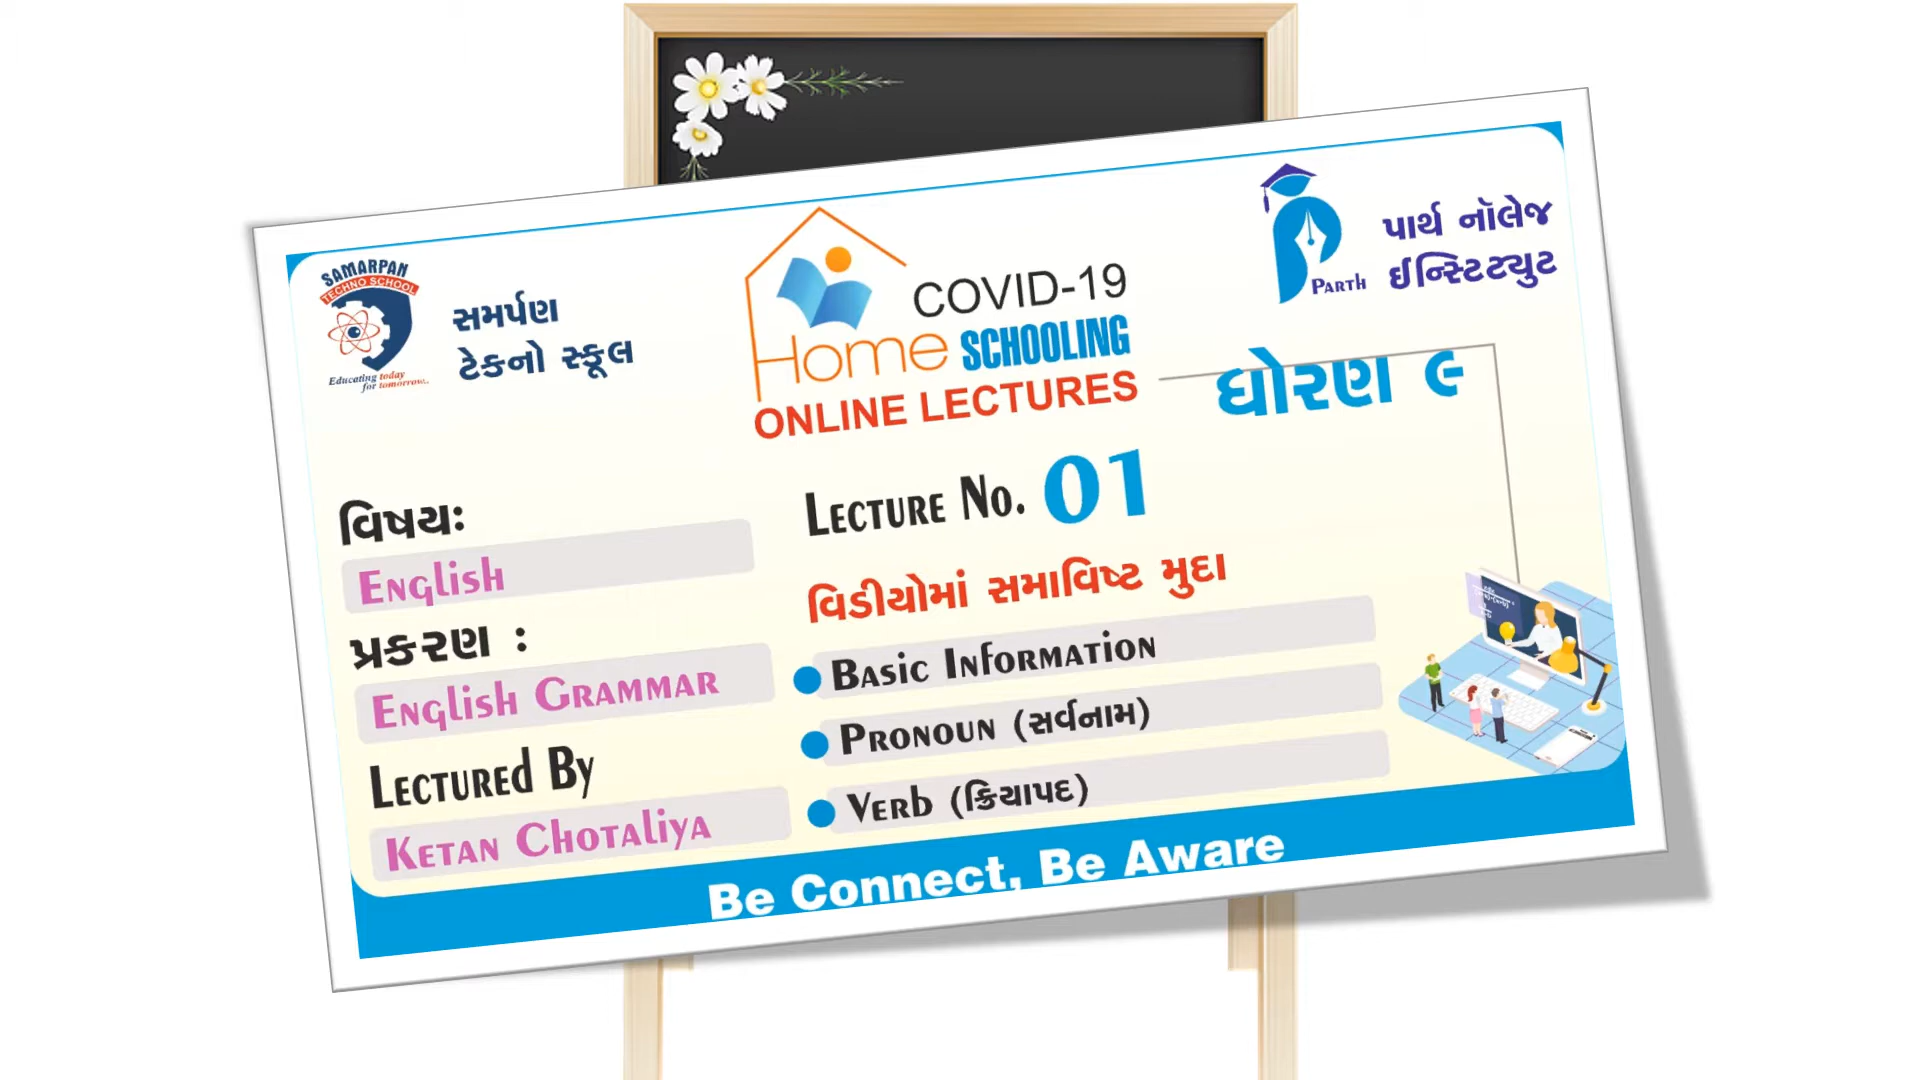 SAMARPAN
TECHNO SCHOOL
Educating today
for tomorrow..
સમર્પણ
ટેકનો સ્કૂલ
COVID-19
Home SCHOOLING
ONLINE LECTURES
PARTH
પાર્થ નૉલેજ
ઈન્સ્ટિટ્યુટ
ધોરણ ૯
વિષયઃ
English
પ્રકરણ :
English Grammar
Lectured By
Ketan Chotaliya
Lecture No. 01
વિડીયોમાં સમાવિષ્ટ મુદા
Basic Information
Pronoun (સર્વનામ)
Verb (ક્રિયાપદ)
Be Connect, Be Aware